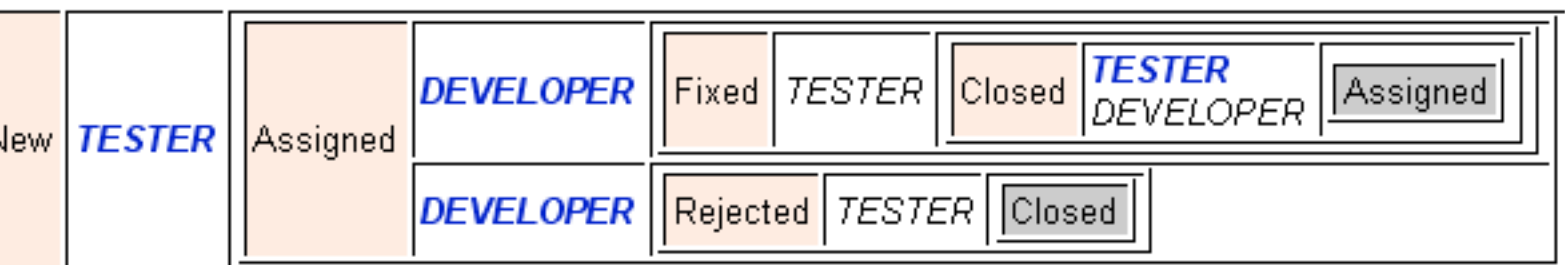 New TESTER Assigned DEVELOPER Fixed TESTER Closed TESTER
DEVELOPER Assigned
DEVELOPER Rejected TESTER Closed